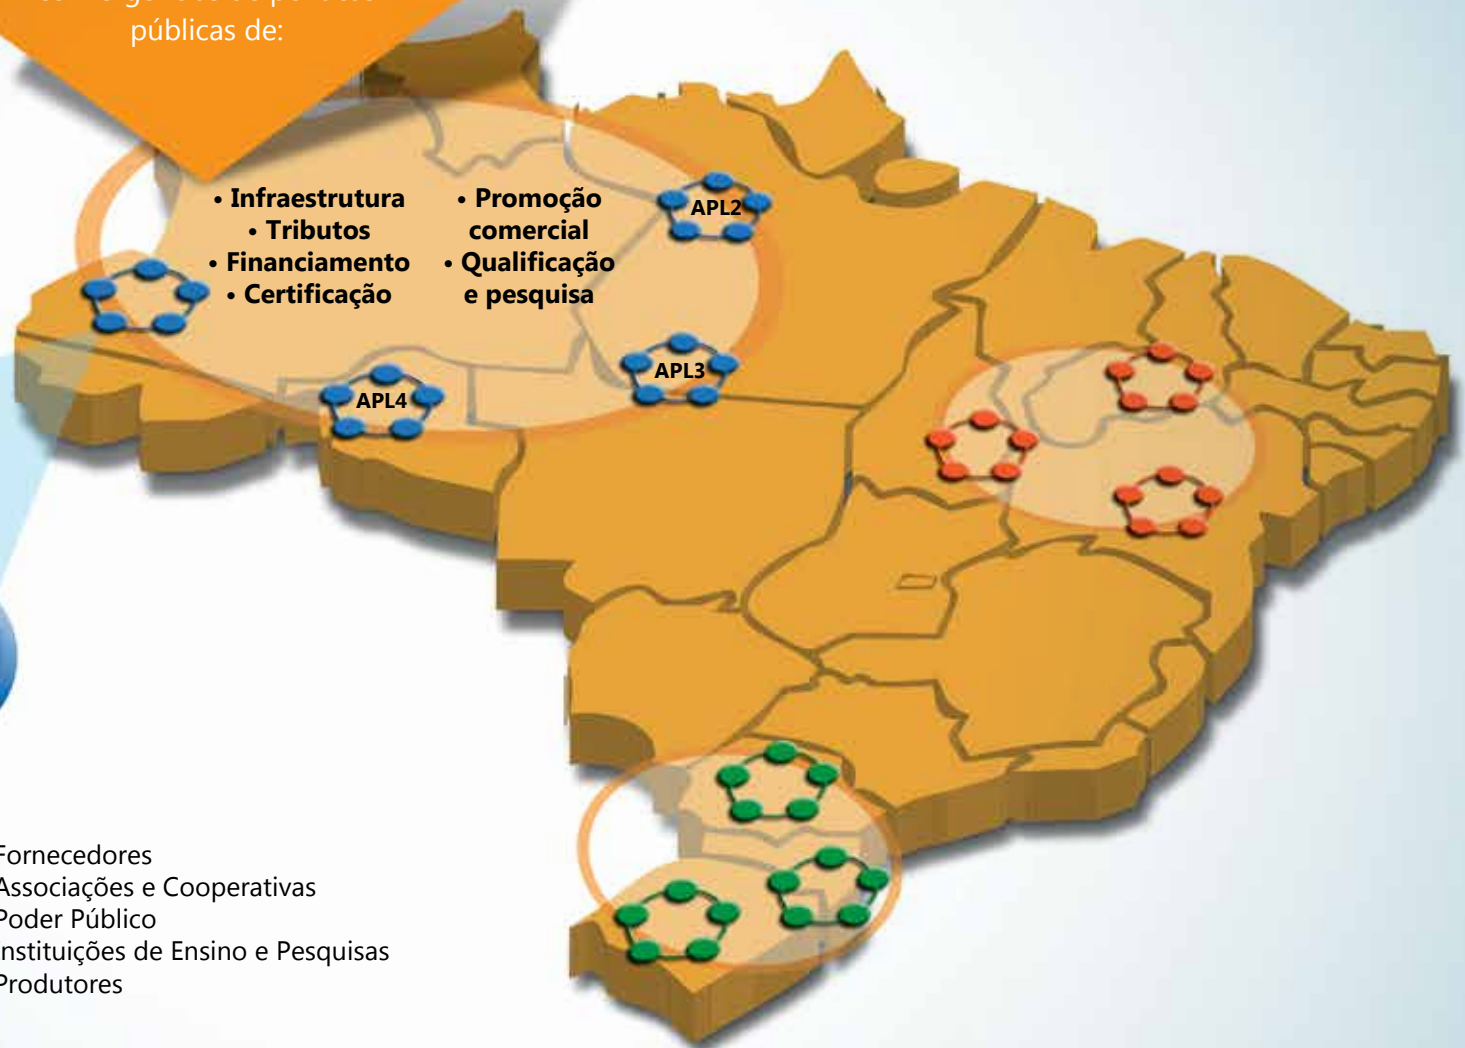 públicas de:
• Infraestrutura
• Tributos
• Financiamento
• Certificação
• Promoção
comercial
• Qualificação
e pesquisa
APL2
APL3
APL4
Fornecedores
Associações e Cooperativas
Poder Público
Instituições de Ensino e Pesquisas
Produtores